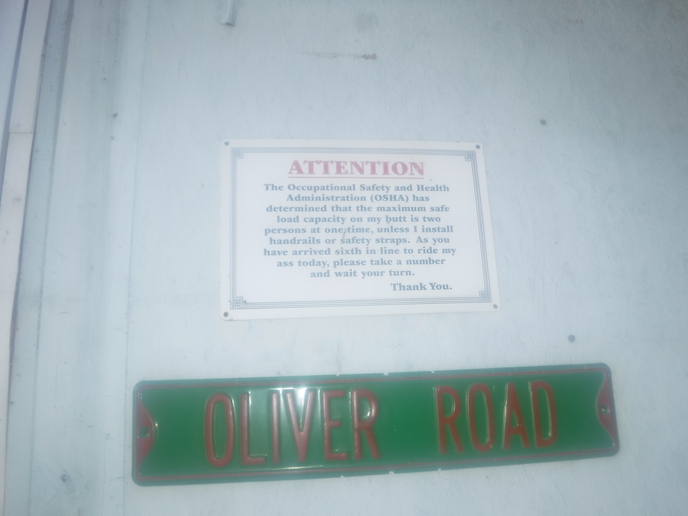 ATTENTION
The Occupational Safety and Health
Administration (OSHA) has
determined that the maximum safe
load capacity on my butt is two
persons at one time, unless I install
handrails or safety straps. As you
have arrived sixth in line to ride my
ass today, please take a number
and wait your turn.
Thank You.
OLIVER ROAD